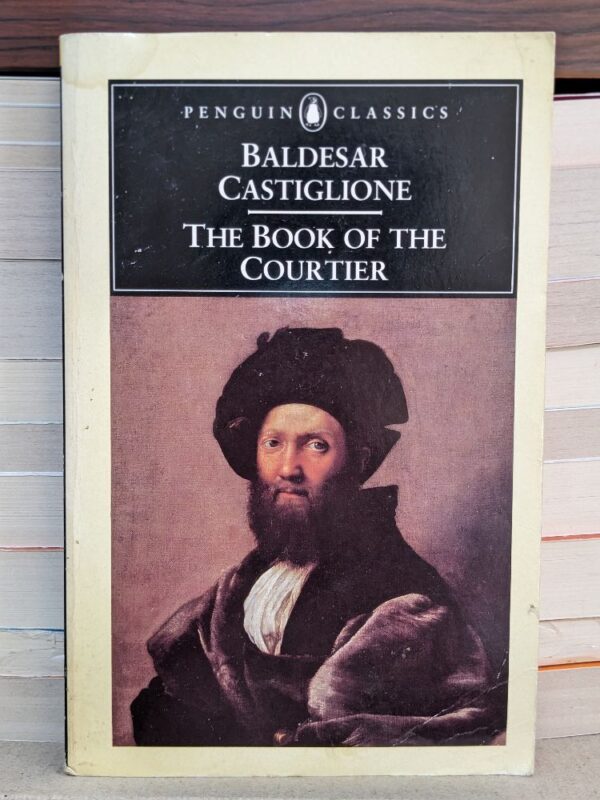 PENGUIN CLASSICS
BALDESAR
CASTIGLIONE
THE BOOK OF THE
COURTIER